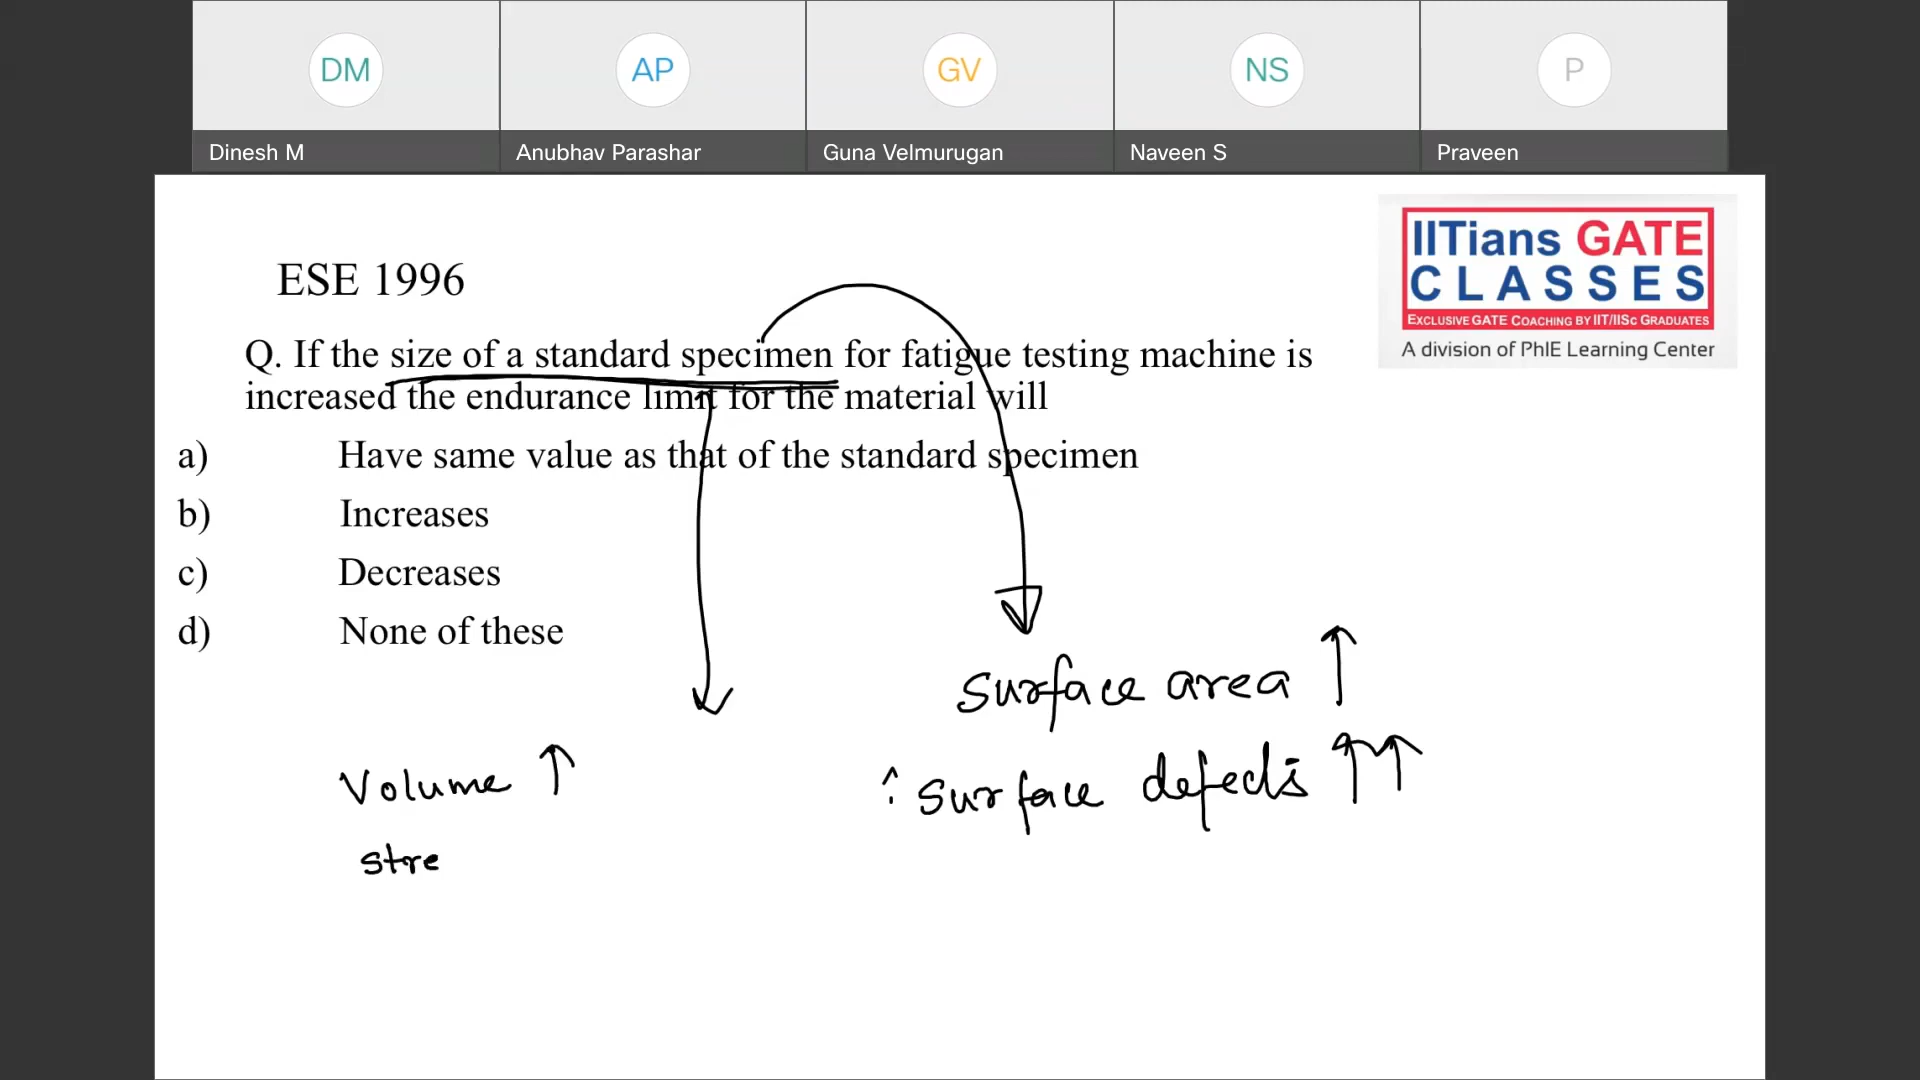 DM
AP
GV
NS
P
Dinesh M
Anubhav Parashar
Guna Velmurugan
Naveen S
Praveen
IITians GATE
CLASSES
EXCLUSIVE GATE COACHING BY IIT/IISc GRADUATES
A division of PhIE Learning Center
ESE 1996
Q. If the size of a standard specimen for fatigue testing machine is
increased the endurance limit for the material will
a) Have same value as that of the standard specimen
b) Increases
c) Decreases
d) None of these
surface area ↑
∴ surface defects ↑↑
Volume ↑
stre